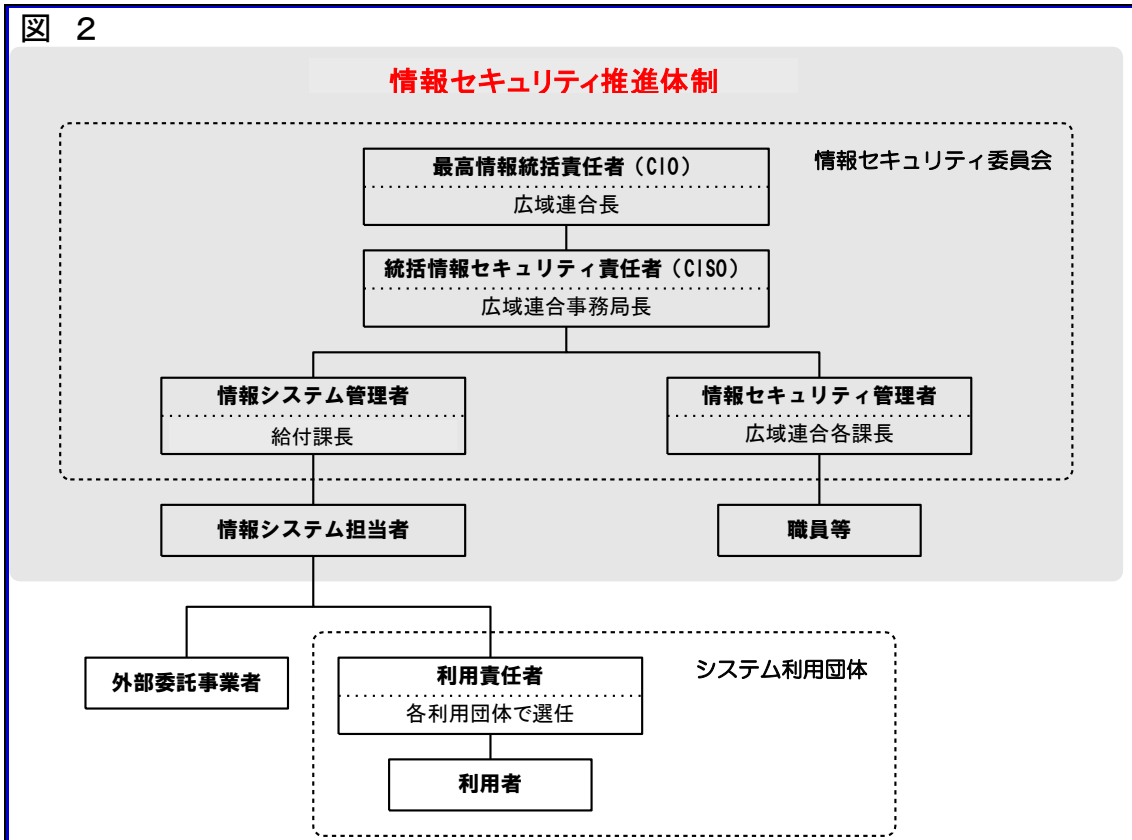 図 2
情報セキュリティ推進体制
情報セキュリティ委員会
最高情報統括責任者(CIO)
広域連合長
統括情報セキュリティ責任者(CISO)
広域連合事務局長
情報システム管理者
給付課長
情報セキュリティ管理者
広域連合各課長
情報システム担当者
職員等
外部委託事業者
システム利用団体
利用責任者
各利用団体で選任
利用者